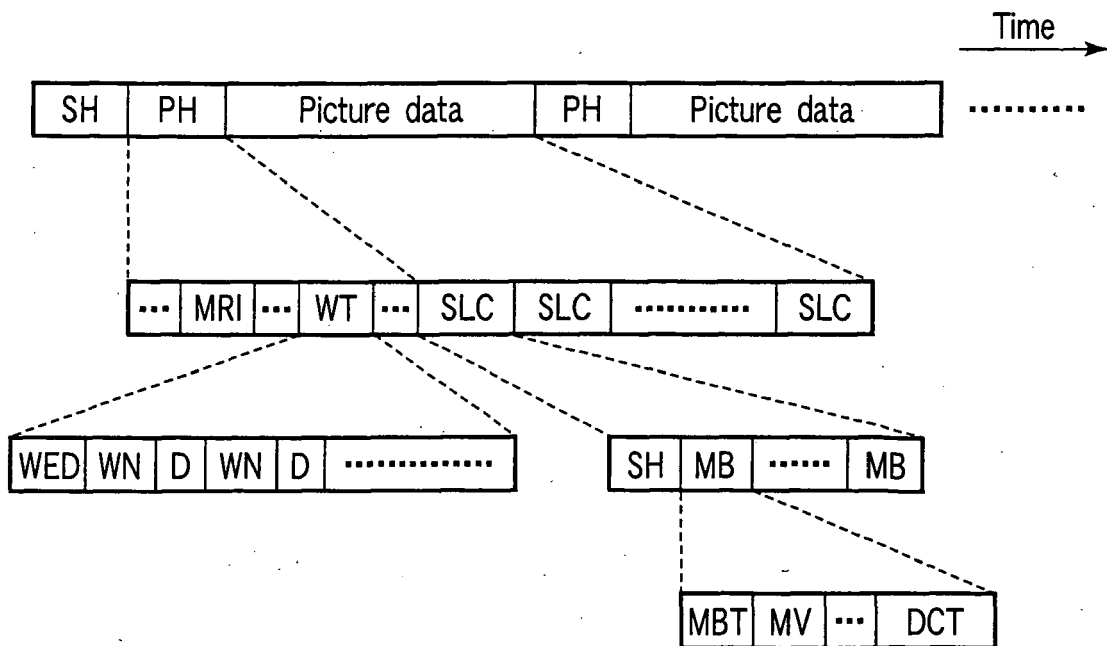 Time
SH PH Picture data PH Picture data ..........
... MRI ... WT ... SLC SLC .......... SLC
WED WN D WN D ..........
SH MB ...... MB
MBT MV ... DCT